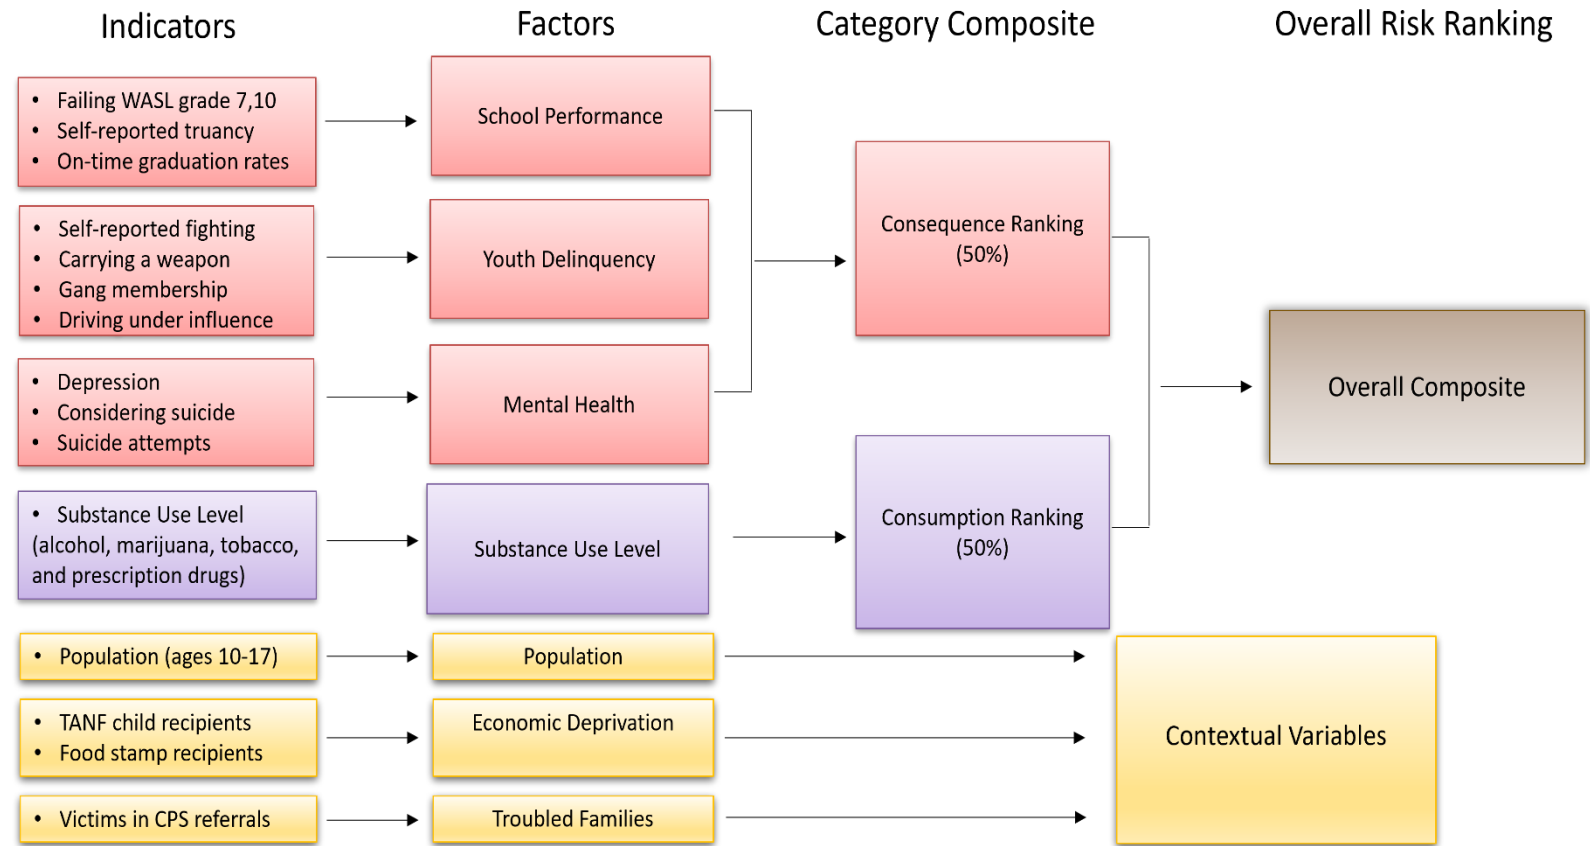 Indicators
Factors
Category Composite
Overall Risk Ranking
• Failing WASL grade 7,10
• Self-reported truancy
• On-time graduation rates
School Performance
• Self-reported fighting
• Carrying a weapon
• Gang membership
• Driving under influence
Youth Delinquency
• Depression
• Considering suicide
• Suicide attempts
Mental Health
Consequence Ranking
(50%)
• Substance Use Level
(alcohol, marijuana, tobacco,
and prescription drugs)
Substance Use Level
Consumption Ranking
(50%)
Overall Composite
• Population (ages 10-17)
Population
• TANF child recipients
• Food stamp recipients
Economic Deprivation
• Victims in CPS referrals
Troubled Families
Contextual Variables